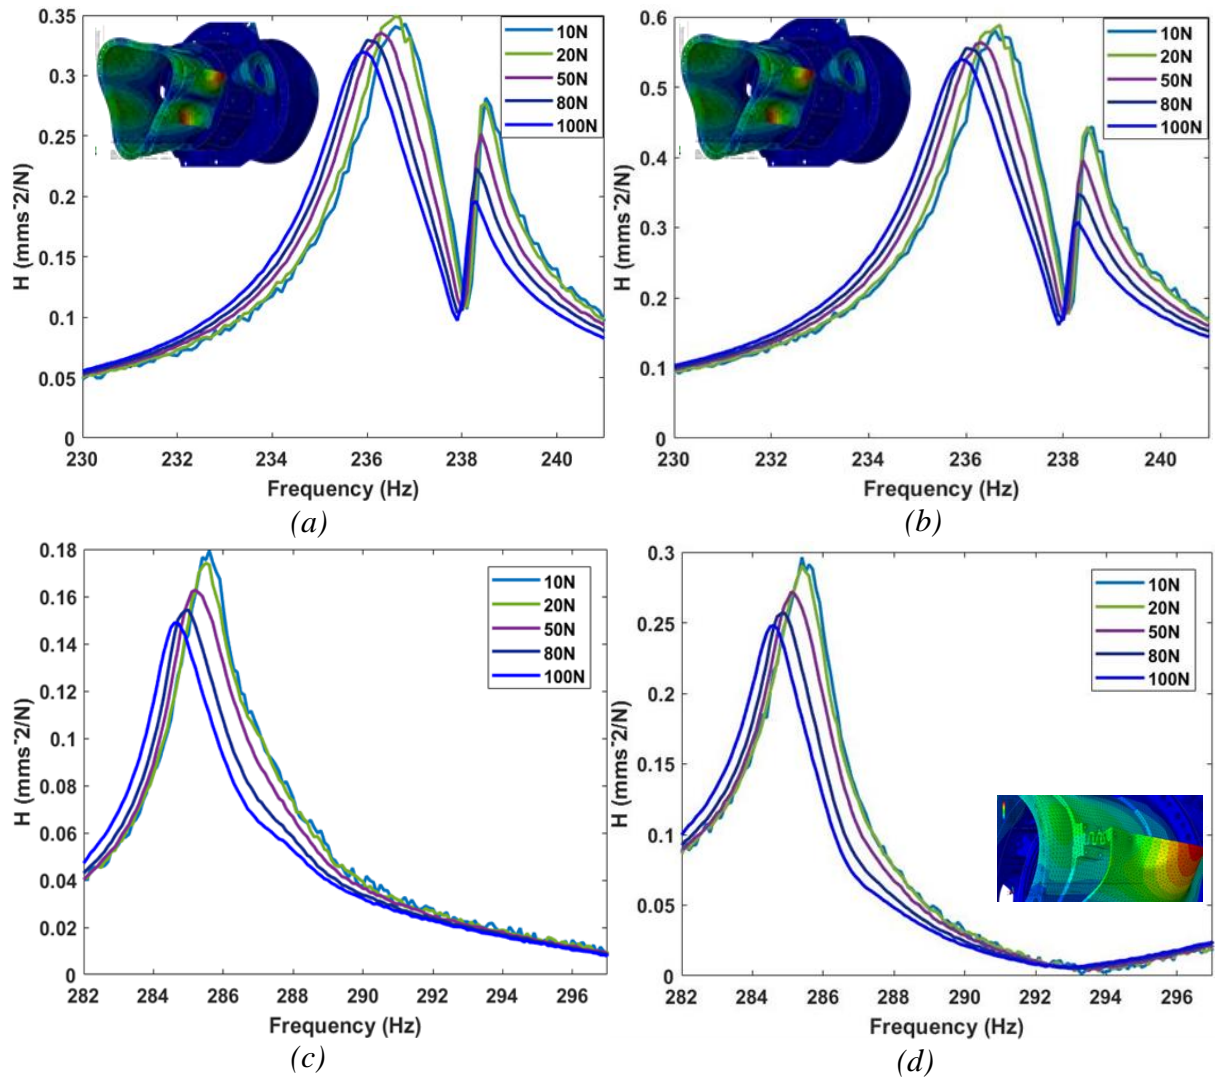 0.35
0.3
0.25
0.2
0.15
0.1
0.05
0
H (mms^-2/N)
10N
20N
50N
80N
100N
230
232
234
236
238
240
Frequency (Hz)
(a)
0.6
0.5
0.4
0.3
0.2
0.1
0
H (mms^-2/N)
10N
20N
50N
80N
100N
230
232
234
236
238
240
Frequency (Hz)
(b)
0.18
0.16
0.14
0.12
0.1
0.08
0.06
0.04
0.02
0
H (mms^-2/N)
10N
20N
50N
80N
100N
282
284
286
288
290
292
294
296
Frequency (Hz)
(c)
0.3
0.25
0.2
0.15
0.1
0.05
0
H (mms^-2/N)
10N
20N
50N
80N
100N
282
284
286
288
290
292
294
296
Frequency (Hz)
(d)